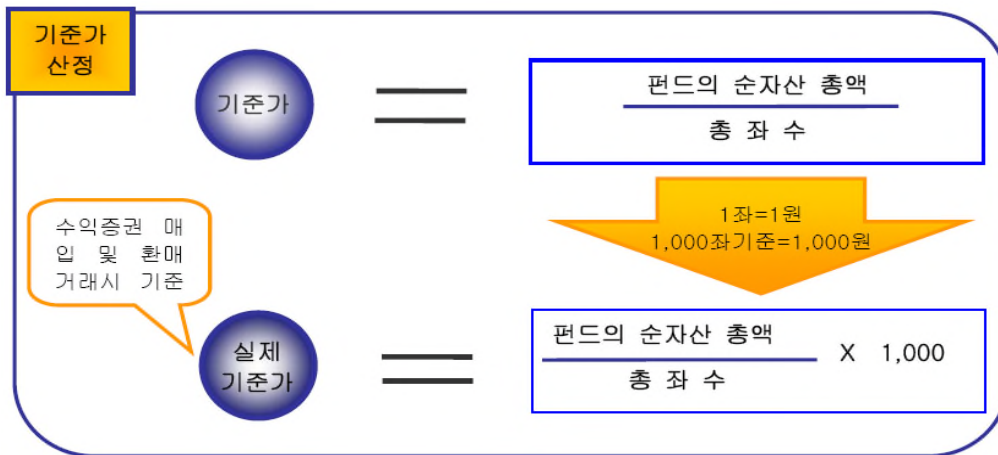 기준가
산정
기준가
펀드의 순자산 총액
총 좌 수
1좌=1원
1,000좌기준=1,000원
수익증권 매
입 및 환매
거래시 기준
실제
기준가
펀드의 순자산 총액
총 좌 수
X 1,000